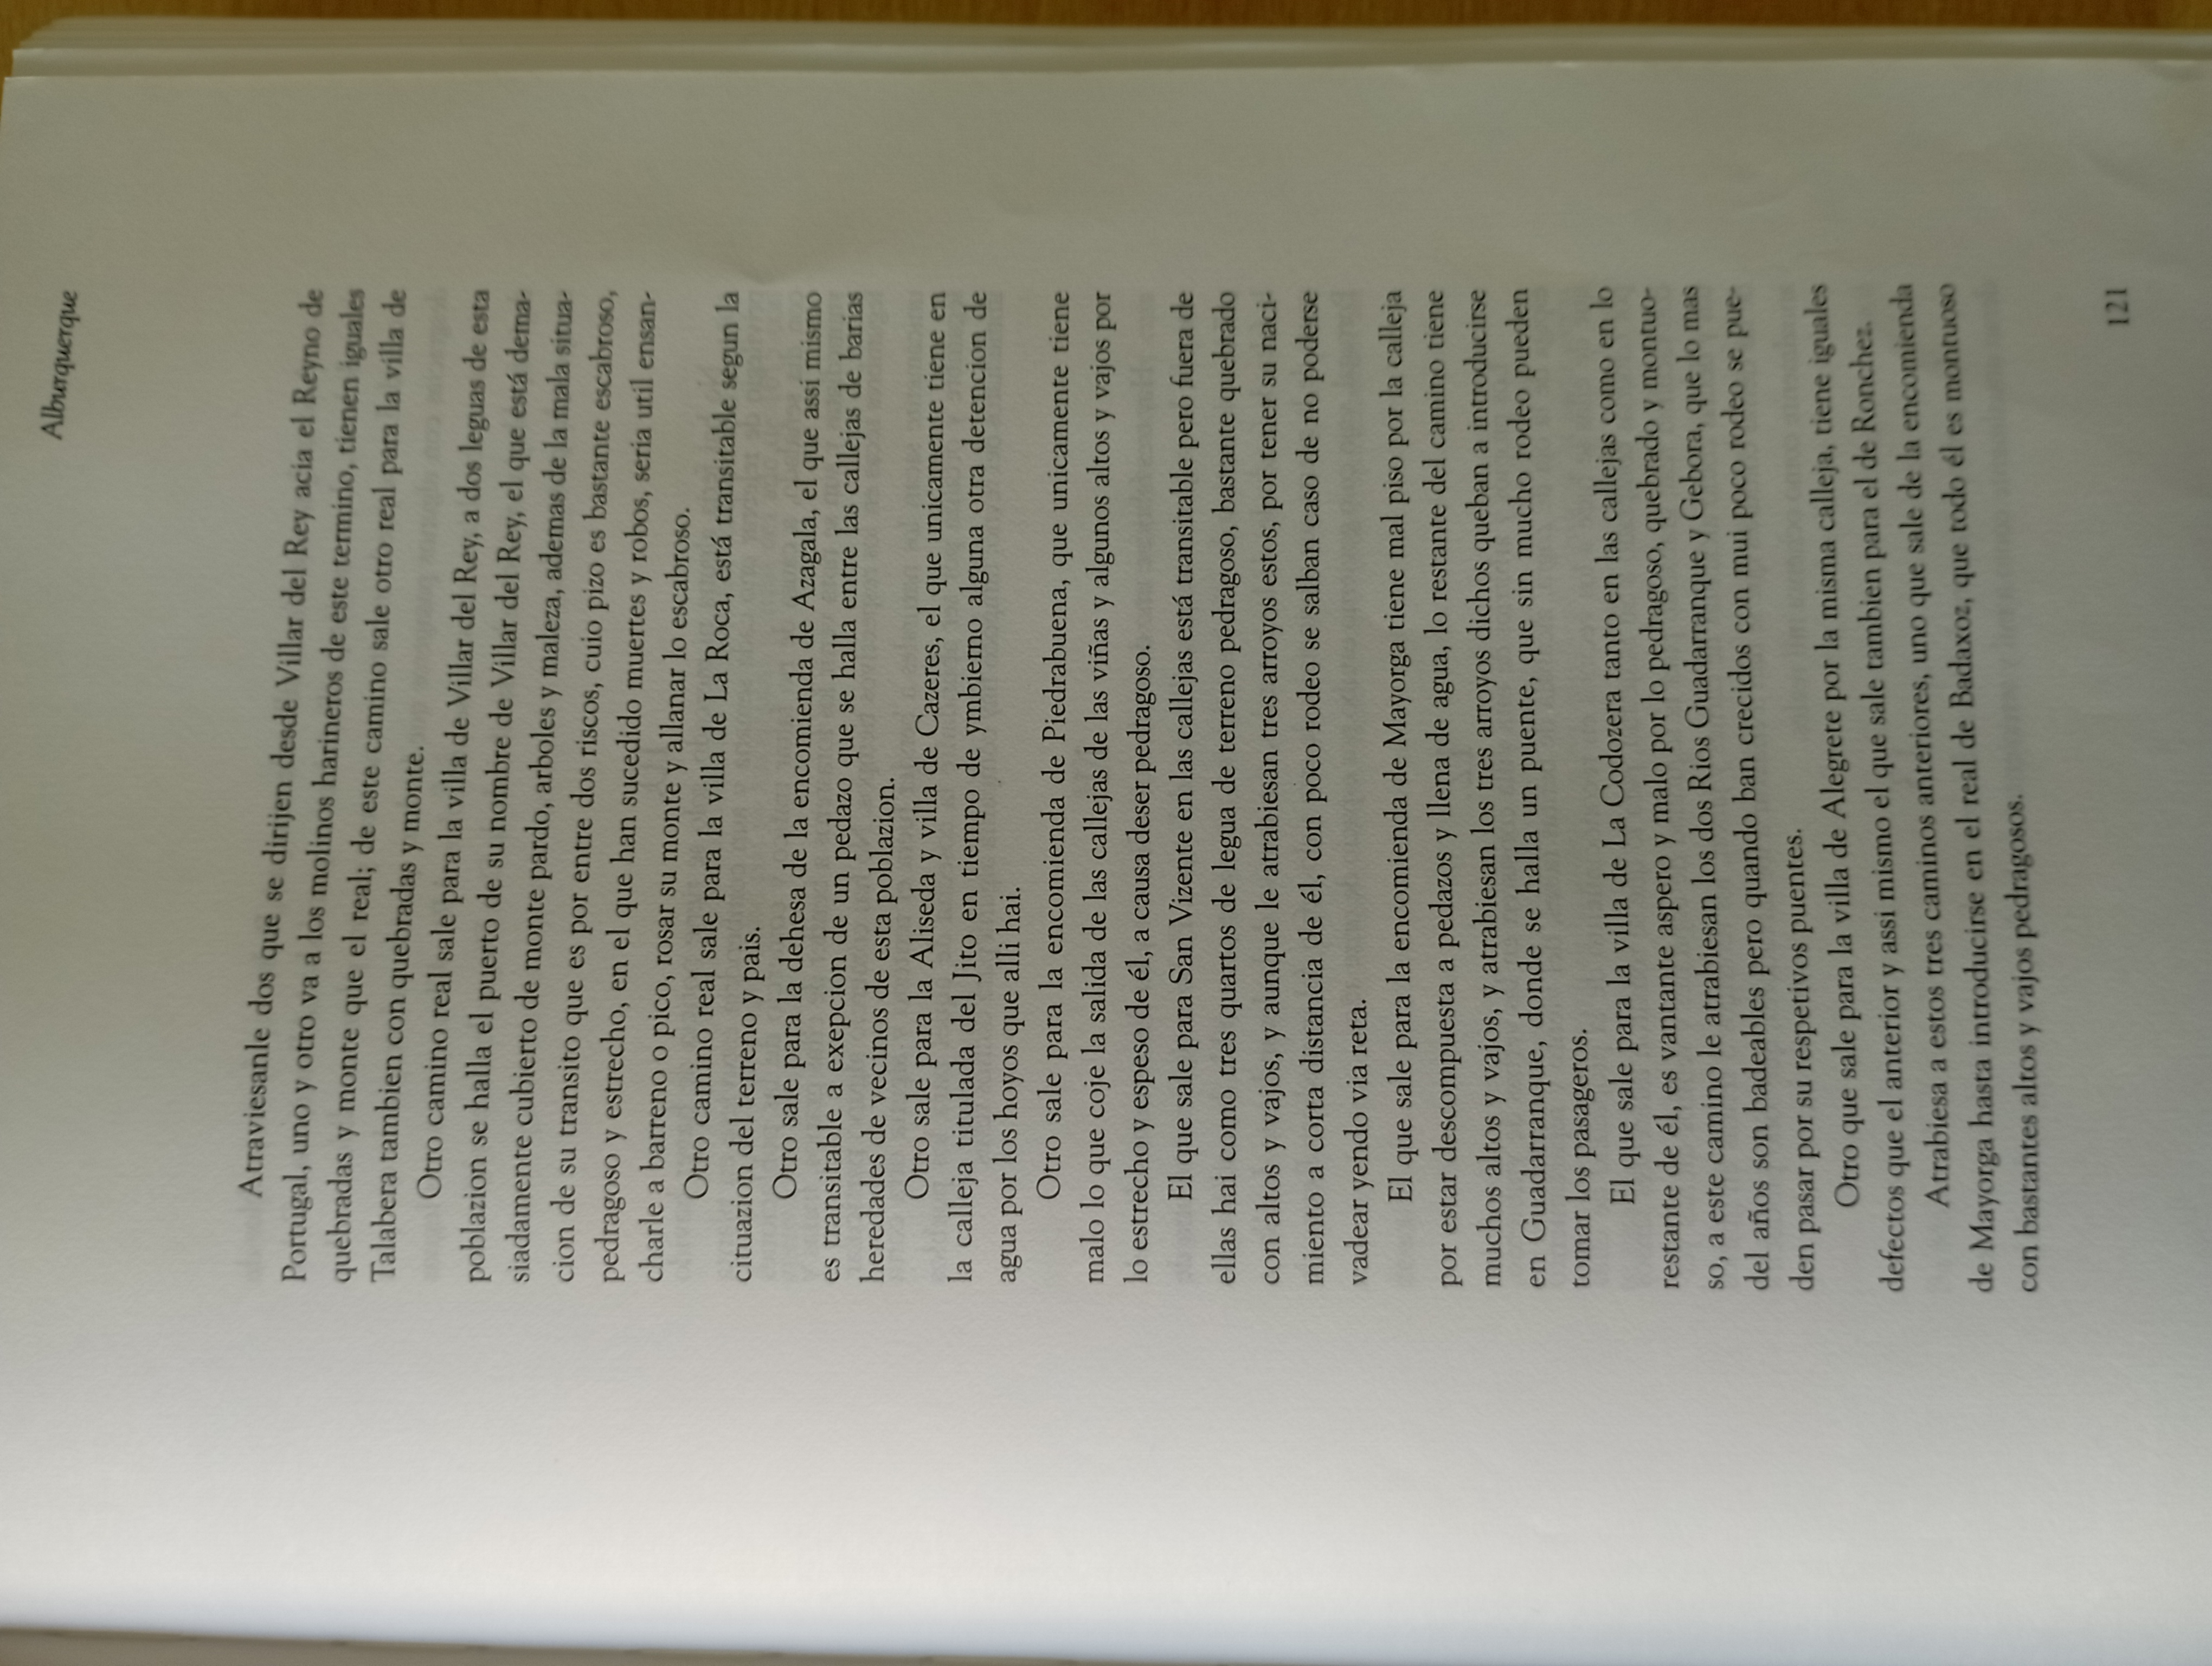 Alburquerque
Atraviesanle dos que se dirijen desde Villar del Rey acia el Reyno de
Portugal, uno y otro va a los molinos harineros de este termino, tienen iguales
quebradas y monte que el real; de este camino sale otro real para la villa de
Talabera tambien con quebradas y monte.
Otro camino real sale para la villa de Villar del Rey, a dos leguas de esta
poblazion se halla el puerto de su nombre de Villar del Rey, el que está dema-
siadamente cubierto de monte pardo, arboles y maleza, ademas de la mala situa-
cion de su transito que es por entre dos riscos, cuio pizo es bastante escabroso,
pedragoso y estrecho, en el que han sucedido muertes y robos, seria util ensan-
charle a barreno o pico, rosar su monte y allanar lo escabroso.
Otro camino real sale para la villa de La Roca, está transitable segun la
cituazion del terreno y pais.
Otro sale para la dehesa de la encomienda de Azagala, el que assi mismo
es transitable a exepcion de un pedazo que se halla entre las callejas de barias
heredades de vecinos de esta poblazion.
Otro sale para la Aliseda y villa de Cazeres, el que unicamente tiene en
la calleja titulada del Jito en tiempo de ymbierno alguna otra detencion de
agua por los hoyos que alli hai.
Otro sale para la encomienda de Piedrabuena, que unicamente tiene
malo lo que coje la salida de las callejas de las viñas y algunos altos y vajos por
lo estrecho y espeso de él, a causa deser pedragoso.
El que sale para San Vizente en las callejas está transitable pero fuera de
ellas hai como tres quartos de legua de terreno pedragoso, bastante quebrado
con altos y vajos, y aunque le atrabiesan tres arroyos estos, por tener su naci-
miento a corta distancia de él, con poco rodeo se salban caso de no poderse
vadear yendo via reta.
El que sale para la encomienda de Mayorga tiene mal piso por la calleja
por estar descompuesta a pedazos y llena de agua, lo restante del camino tiene
muchos altos y vajos, y atrabiesan los tres arroyos dichos queban a introducirse
en Guadarranque, donde se halla un puente, que sin mucho rodeo pueden
tomar los pasageros.
El que sale para la villa de La Codozera tanto en las callejas como en lo
restante de él, es vantante aspero y malo por lo pedragoso, quebrado y montuo-
so, a este camino le atrabiesan los dos Rios Guadarranque y Gebora, que lo mas
del años son badeables pero quando ban crecidos con mui poco rodeo se pue-
den pasar por su respetivos puentes.
Otro que sale para la villa de Alegrete por la misma calleja, tiene iguales
defectos que el anterior y assi mismo el que sale tambien para el de Ronchez.
Atrabiesa a estos tres caminos anteriores, uno que sale de la encomienda
de Mayorga hasta introducirse en el real de Badaxoz, que todo él es montuoso
con bastantes altos y vajos pedragosos.
121